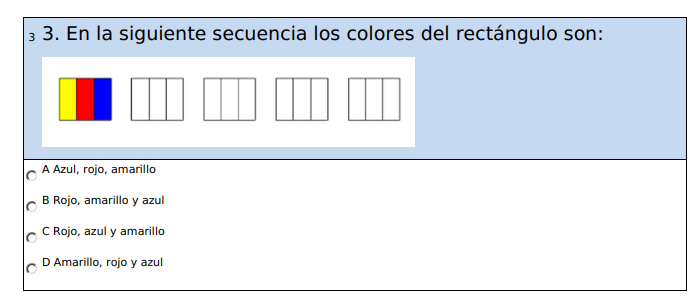 3 3. En la siguiente secuencia los colores del rectángulo son:
A Azul, rojo, amarillo
B Rojo, amarillo y azul
C Rojo, azul y amarillo
D Amarillo, rojo y azul